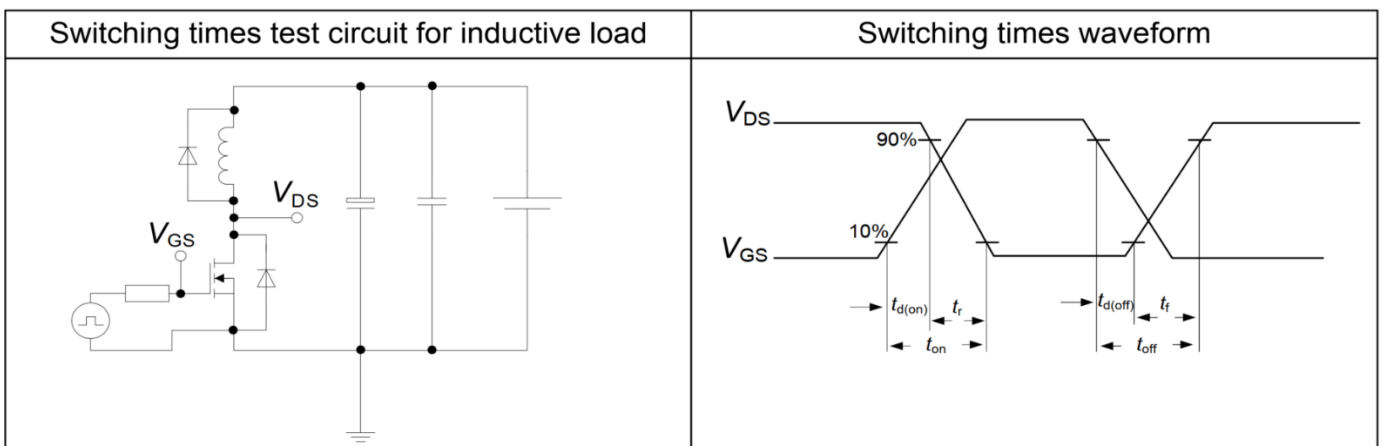 Switching times test circuit for inductive load
Switching times waveform
VDS
VGS
VDS
90%
10%
VGS
td(on)
tr
td(off)
tf
ton
toff